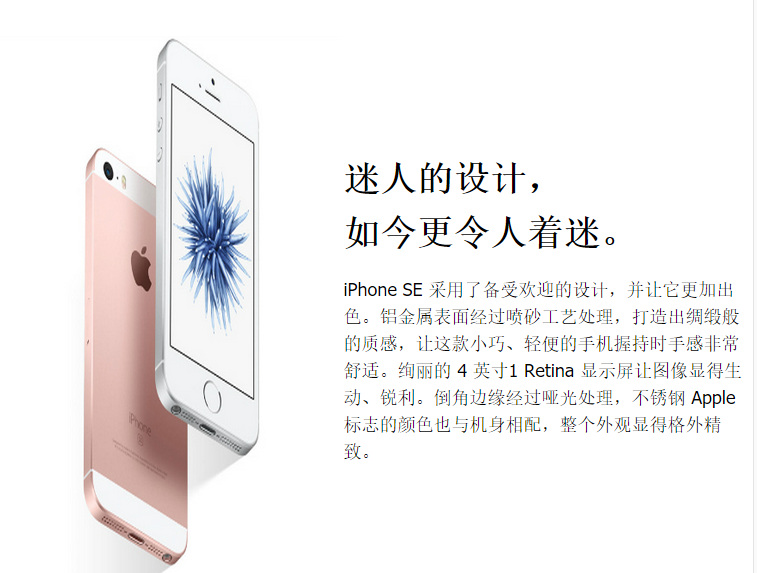 迷人的设计，
如今更令人着迷。
iPhone SE 采用了备受欢迎的设计，并让它更加出
色。铝金属表面经过喷砂工艺处理，打造出绸缎般
的质感，让这款小巧、轻便的手机握持时手感非常
舒适。绚丽的 4 英寸1 Retina 显示屏让图像显得生
动、锐利。倒角边缘经过哑光处理，不锈钢 Apple
标志的颜色也与机身相配，整个外观显得格外精
致。
iPhone
SE